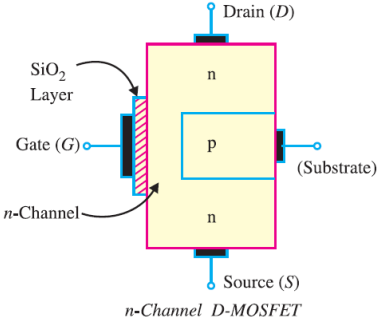 Drain (D)
n
SiO₂
Layer
Gate (G)
p
(Substrate)
n-Channel
n
Source (S)
n-Channel D-MOSFET